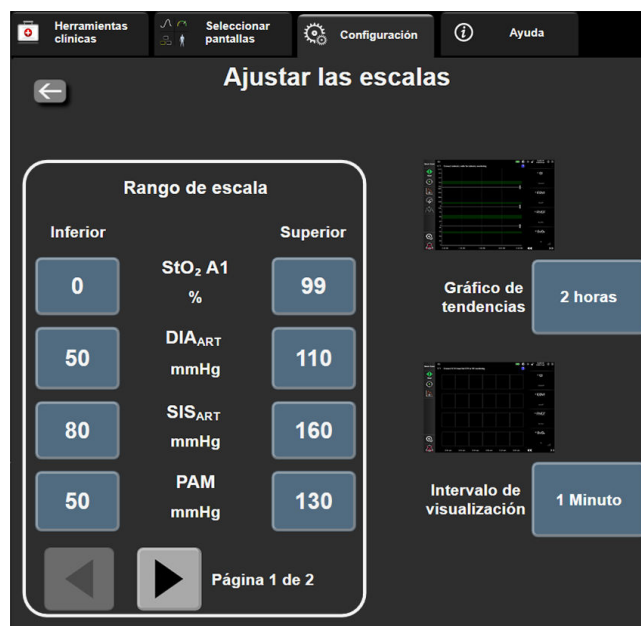 Herramientas
clínicas
Seleccionar
pantallas
Configuración
Ayuda
Ajustar las escalas
Rango de escala
Inferior
Superior
0
StO₂ A1
%
99
50
DIAART
mmHg
110
80
SISART
mmHg
160
50
PAM
mmHg
130
Página 1 de 2
Gráfico de
tendencias
2 horas
Intervalo de
visualización
1 Minuto